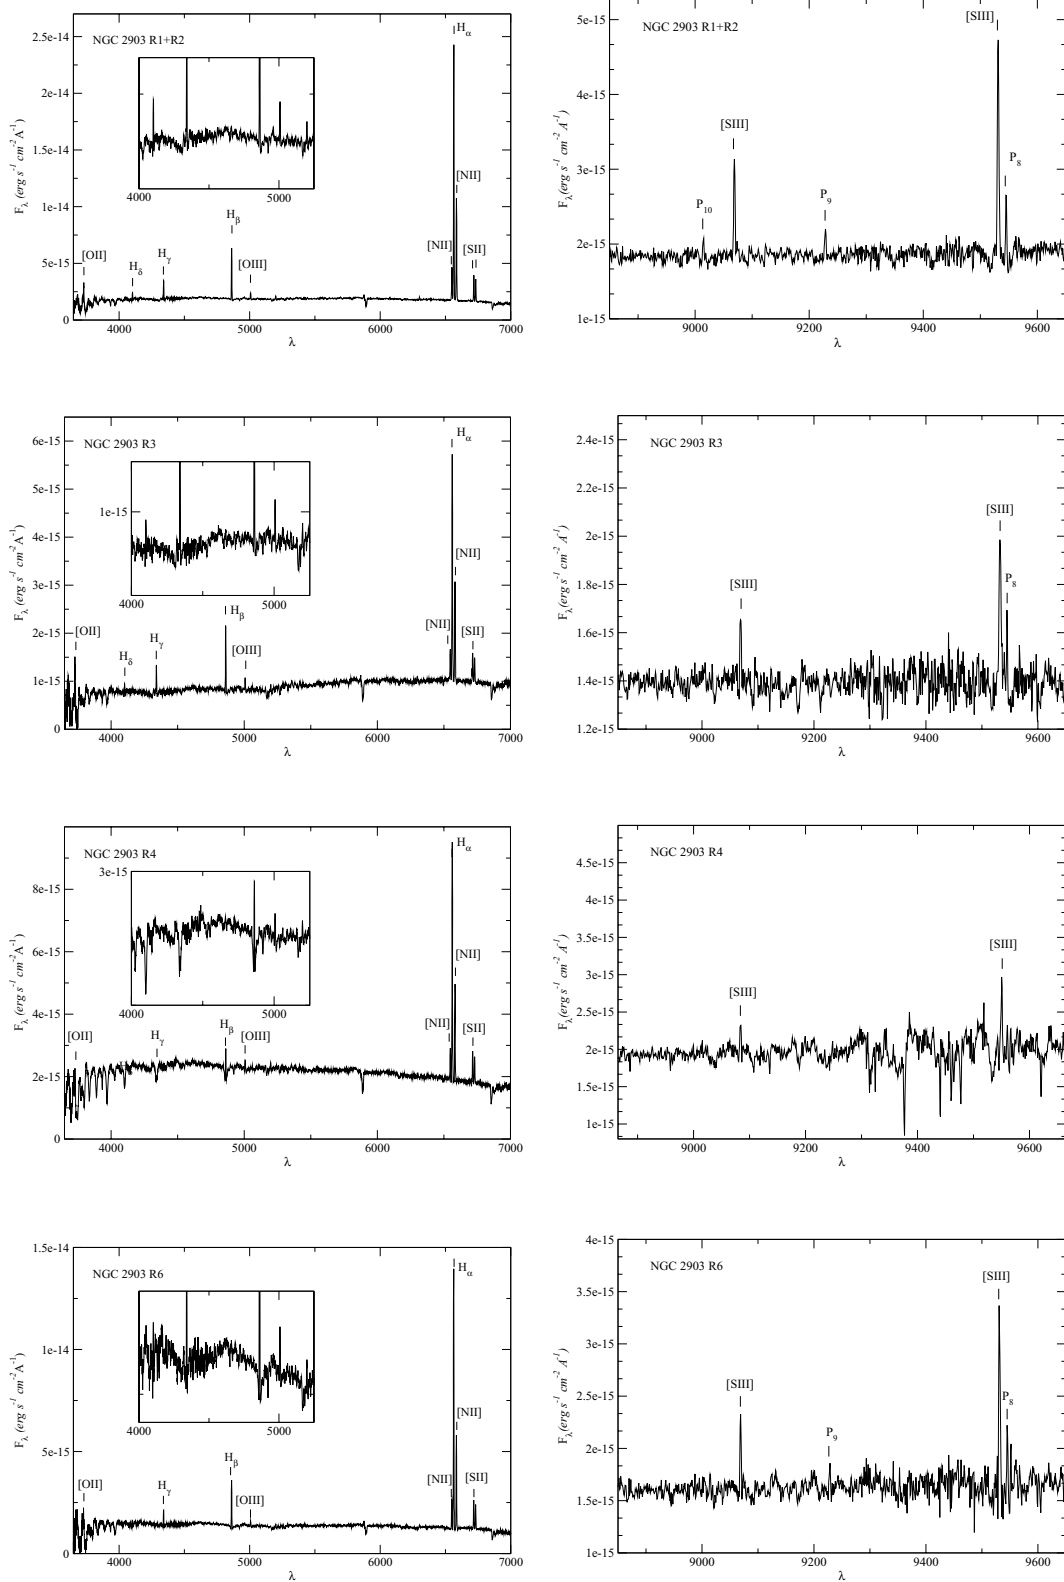 NGC 2903 R1+R2
Hα
[NII]
[NII]
[SII]
[OII]
Hδ
Hγ
Hβ
[OIII]
4000 5000
2.5e-14
2e-14
1.5e-14
1e-14
5e-15
0
4000 5000 6000 7000
λ
Fλ (erg s⁻¹ cm⁻² A⁻¹)
NGC 2903 R1+R2
[SIII]
[SIII]
P10
P9
P8
5e-15
4e-15
3e-15
2e-15
1e-15
9000 9200 9400 9600
λ
Fλ(erg s⁻¹ cm⁻² A⁻¹)
NGC 2903 R3
Hα
[NII]
[NII]
[SII]
[OII]
Hδ
Hγ
Hβ
[OIII]
1e-15
4000 5000
6e-15
5e-15
4e-15
3e-15
2e-15
1e-15
0
4000 5000 6000 7000
λ
Fλ (erg s⁻¹ cm⁻² A⁻¹)
NGC 2903 R3
[SIII]
[SIII]
P8
2.4e-15
2.2e-15
2e-15
1.8e-15
1.6e-15
1.4e-15
1.2e-15
9000 9100 9200 9300 9400 9500 9600
λ
Fλ(erg s⁻¹ cm⁻² A⁻¹)
NGC 2903 R4
Hα
[NII]
[NII]
[SII]
[OII]
Hγ
Hβ
[OIII]
3e-15
4000 5000
8e-15
6e-15
4e-15
2e-15
0
4000 5000 6000 7000
λ
Fλ (erg s⁻¹ cm⁻² A⁻¹)
NGC 2903 R4
[SIII]
[SIII]
4.5e-15
4e-15
3.5e-15
3e-15
2.5e-15
2e-15
1.5e-15
1e-15
9000 9200 9400 9600
λ
Fλ(erg s⁻¹ cm⁻² A⁻¹)
NGC 2903 R6
Hα
[NII]
[NII]
[SII]
[OII]
Hγ
Hβ
[OIII]
4000 5000
1.5e-14
1e-14
5e-15
0
4000 5000 6000 7000
λ
Fλ (erg s⁻¹ cm⁻² A⁻¹)
NGC 2903 R6
[SIII]
[SIII]
P9
P8
4e-15
3.5e-15
3e-15
2.5e-15
2e-15
1.5e-15
1e-15
9000 9100 9200 9300 9400 9500 9600
λ
Fλ(erg s⁻¹ cm⁻² A⁻¹)